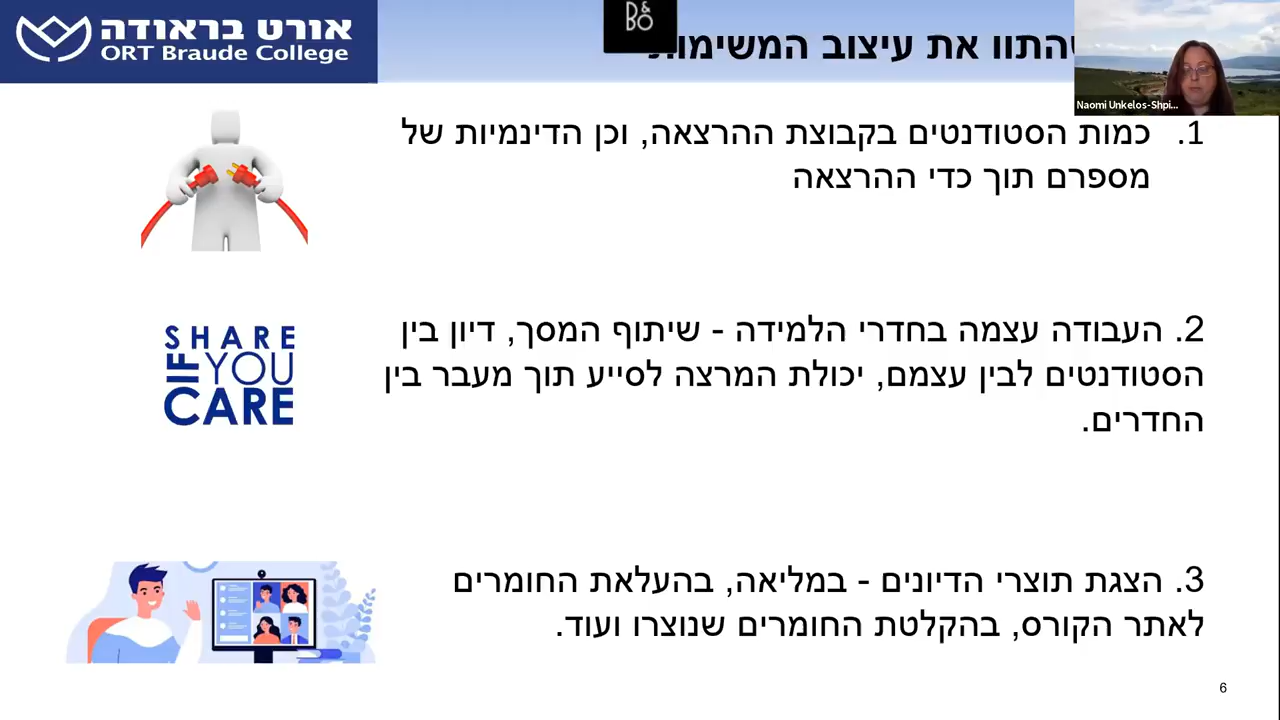 אורט בראודה
ORT Braude College
B&
BO
שהתוו את עיצוב המשימות
Naomi Unkelos-Shpi...
1. כמות הסטודנטים בקבוצת ההרצאה, וכן הדינמיות של
מספרם תוך כדי ההרצאה
SHARE
IF YOU
CARE
2. העבודה עצמה בחדרי הלמידה - שיתוף המסך, דיון בין
הסטודנטים לבין עצמם, יכולת המרצה לסייע תוך מעבר בין
החדרים.
3. הצגת תוצרי הדיונים - במליאה, בהעלאת החומרים
לאתר הקורס, בהקלטת החומרים שנוצרו ועוד.
6